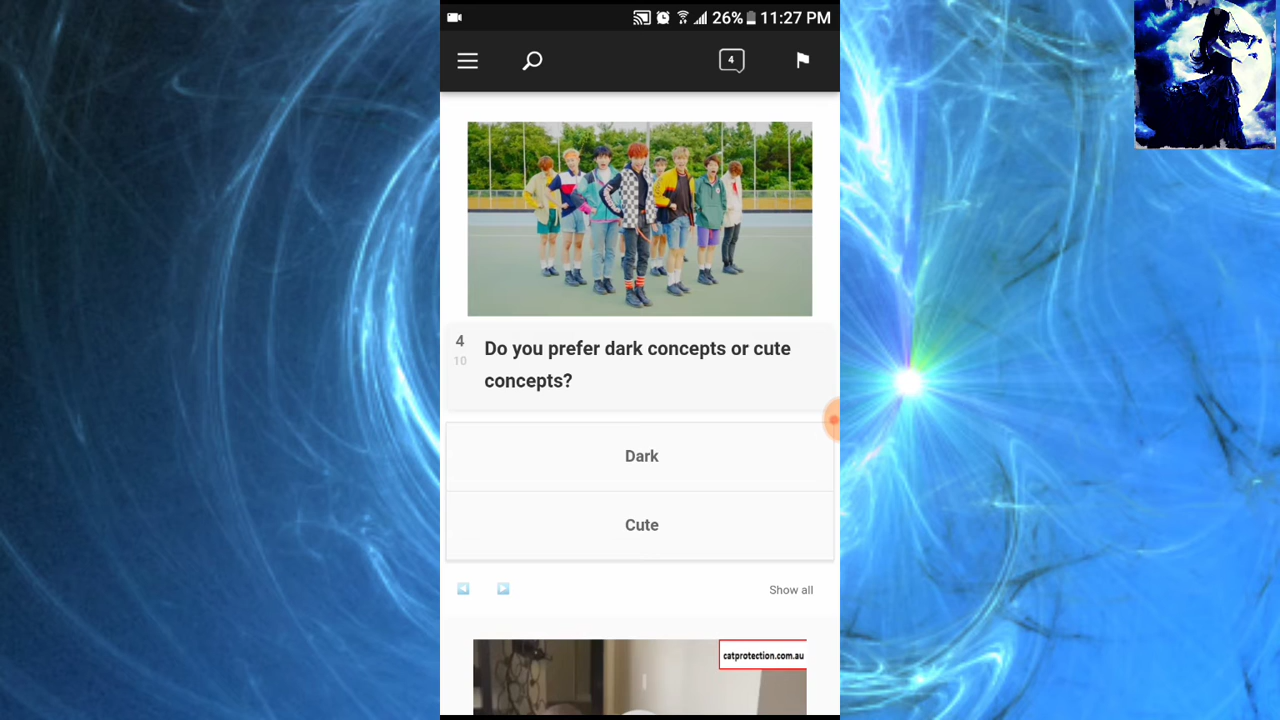 26% 11:27 PM
4
4
10
Do you prefer dark concepts or cute
concepts?
Dark
Cute
Show all
catprotection.com.au